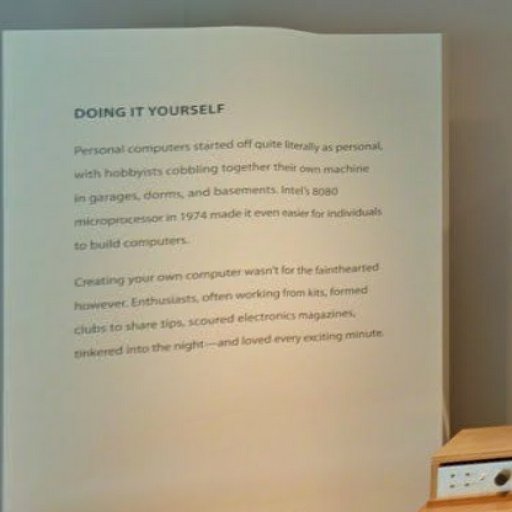 DOING IT YOURSELF
Personal computers started off quite literally as personal,
with hobbyists cobbling together their own machine
in garages, dorms, and basements. Intel's 8080
microprocessor in 1974 made it even easier for individuals
to build computers.
Creating your own computer wasn't for the fainthearted
however. Enthusiasts, often working from kits, formed
clubs to share tips, scoured electronics magazines,
tinkered into the night—and loved every exciting minute.